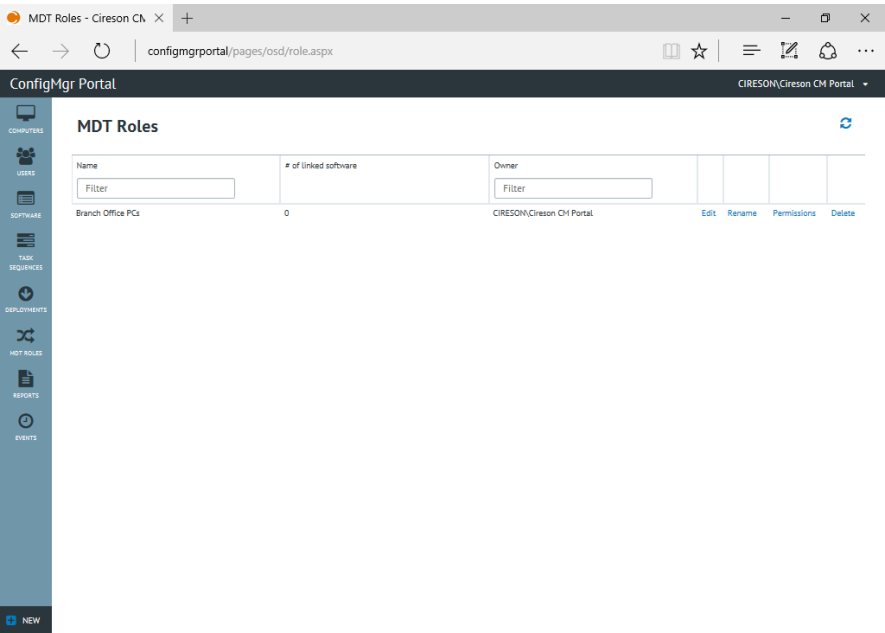 MDT Roles - Cireson CM
configmgrportal/pages/osd/role.aspx
ConfigMgr Portal
CIRESON\Cireson CM Portal
COMPUTERS
USERS
SOFTWARE
TASK
SEQUENCES
DEPLOYMENTS
MDT ROLES
REPORTS
EVENTS
NEW
MDT Roles
Name # of linked software Owner
Filter Filter
Branch Office PCs 0 CIRESON\Cireson CM Portal Edit Rename Permissions Delete